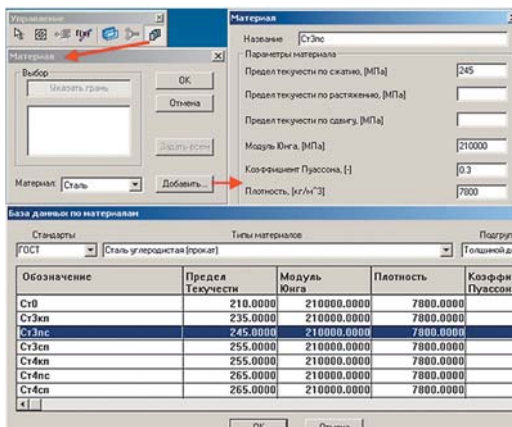 Управление
Материал
Выбор
Указать грань
OK
Отмена
Задать всем
Материал: Сталь
Добавить...
Материал
Название Ст3пс
Параметры материала
Предел текучести по сжатию, [МПа] 245
Предел текучести по растяжению, [МПа]
Предел текучести по сдвигу, [МПа]
Модуль Юнга, [МПа] 210000
Коэффициент Пуассона, [-] 0.3
Плотность, [кг/м^3] 7800
База данных по материалам
Стандарты Типы материалов Подгруп
ГОСТ Сталь углеродистая (прокат) Толщиной д
Обозначение Предел Текучести Модуль Юнга Плотность Коэффи Пуассон
Ст0 210.0000 210000.0000 7800.0000
Ст3кп 235.0000 210000.0000 7800.0000
Ст3пс 245.0000 210000.0000 7800.0000
Ст3сп 255.0000 210000.0000 7800.0000
Ст4кп 255.0000 210000.0000 7800.0000
Ст4пс 265.0000 210000.0000 7800.0000
Ст4сп 265.0000 210000.0000 7800.0000
OK Отмена